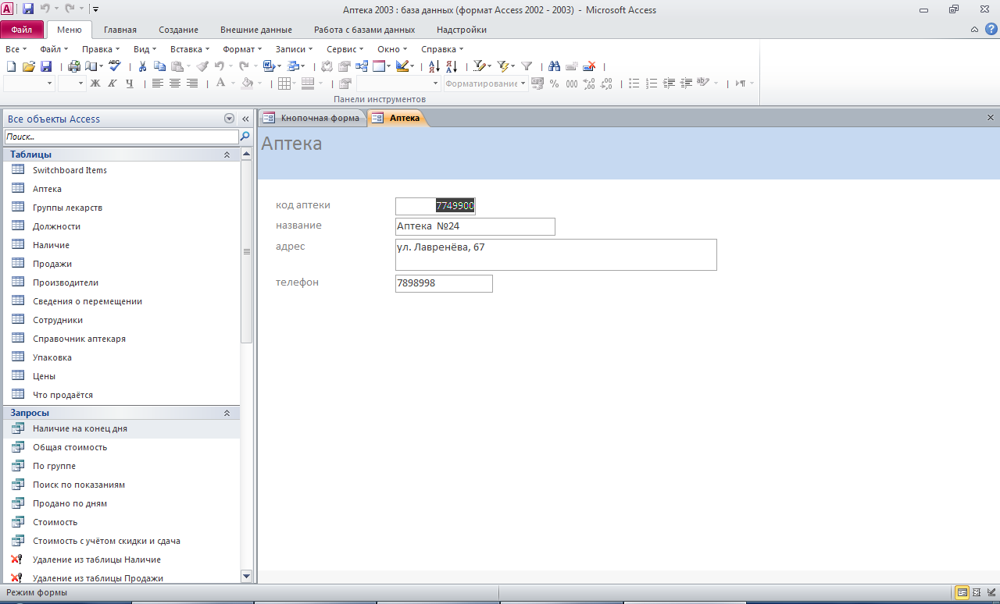 Аптека 2003 : база данных (формат Access 2002 - 2003) - Microsoft Access
Файл Меню Главная Создание Внешние данные Работа с базами данных Надстройки
Все Файл Правка Вид Вставка Формат Записи Сервис Окно Справка
Ж К Ч Форматирование % 000
Панели инструментов
Все объекты Access
Кнопочная форма Аптека
Поиск...
Аптека
Таблицы
Switchboard Items
Аптека
Группы лекарств
Должности
Наличие
Продажи
Производители
Сведения о перемещении
Сотрудники
Справочник аптекаря
Упаковка
Цены
Что продаётся
Запросы
Наличие на конец дня
Общая стоимость
По группе
Поиск по показаниям
Продано по дням
Стоимость
Стоимость с учётом скидки и сдача
Удаление из таблицы Наличие
Удаление из таблицы Продажи
код аптеки 7749900
название Аптека №24
адрес ул. Лавренёва, 67
телефон 7898998
Режим формы